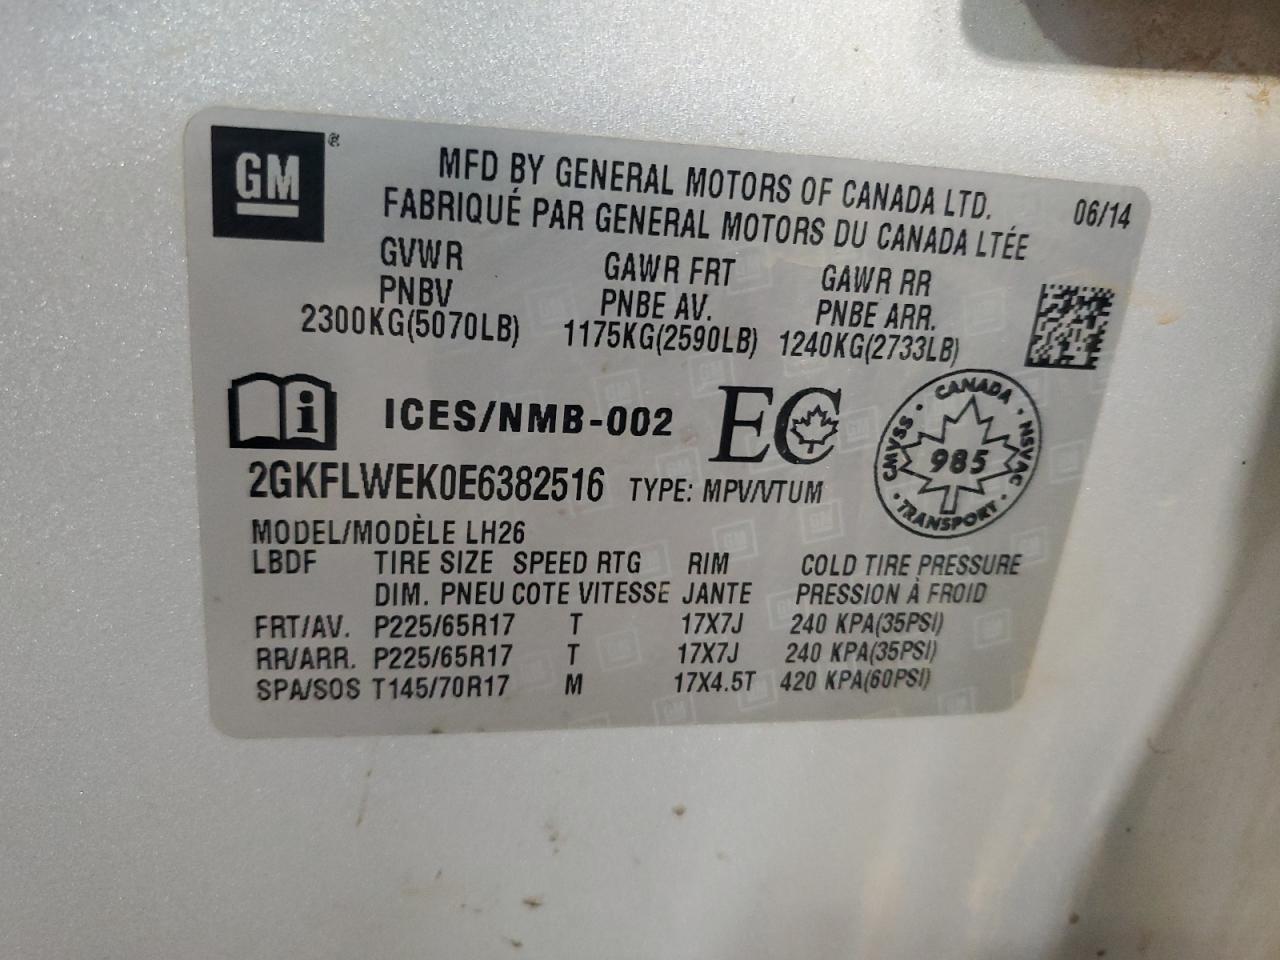 GM ®
MFD BY GENERAL MOTORS OF CANADA LTD. 06/14
FABRIQUÉ PAR GENERAL MOTORS DU CANADA LTÉE
GVWR GAWR FRT GAWR RR
PNBV PNBE AV. PNBE ARR.
2300KG(5070LB) 1175KG(2590LB) 1240KG(2733LB)
ICES/NMB-002 EC
CANADA · NSVAC · TRANSPORT · CMVSS ·
985
2GKFLWEK0E6382516 TYPE: MPV/VTUM
MODEL/MODÈLE LH26
LBDF TIRE SIZE SPEED RTG RIM COLD TIRE PRESSURE
DIM. PNEU COTE VITESSE JANTE PRESSION À FROID
FRT/AV. P225/65R17 T 17X7J 240 KPA(35PSI)
RR/ARR. P225/65R17 T 17X7J 240 KPA(35PSI)
SPA/SOS T145/70R17 M 17X4.5T 420 KPA(60PSI)